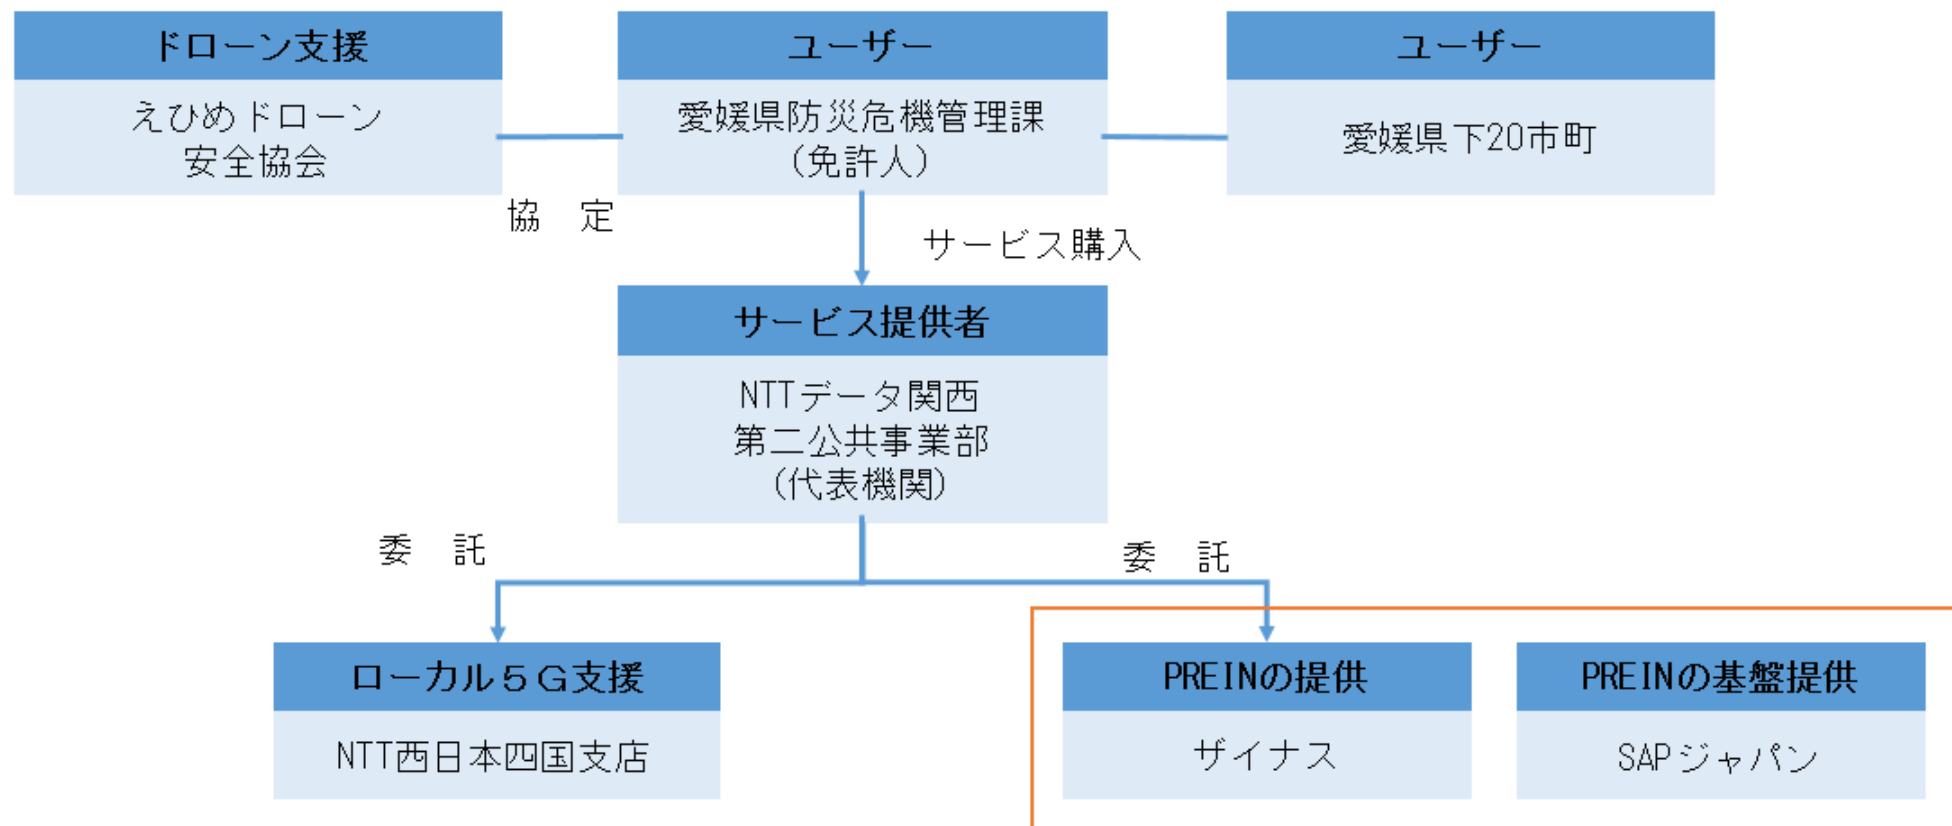 ドローン支援
えひめドローン
安全協会
ユーザー
愛媛県防災危機管理課
(免許人)
ユーザー
愛媛県下20市町
協　定
サービス購入
サービス提供者
NTTデータ関西
第二公共事業部
(代表機関)
委　託
委　託
ローカル５Ｇ支援
NTT西日本四国支店
PREINの提供
ザイナス
PREINの基盤提供
SAPジャパン